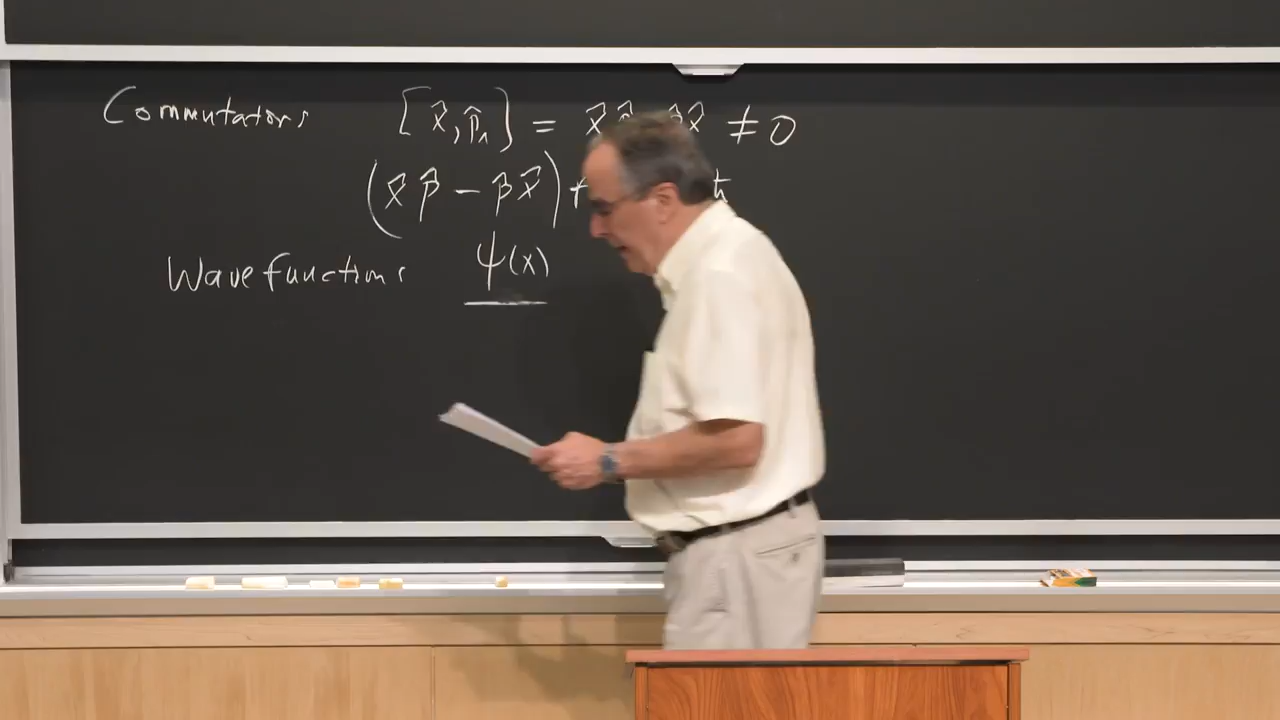 Commutators [x̂, p̂ₓ] = x̂p̂ p̂x̂ ≠ 0
(x̂p̂ − p̂x̂) ħ
Wavefunctions ψ(x)